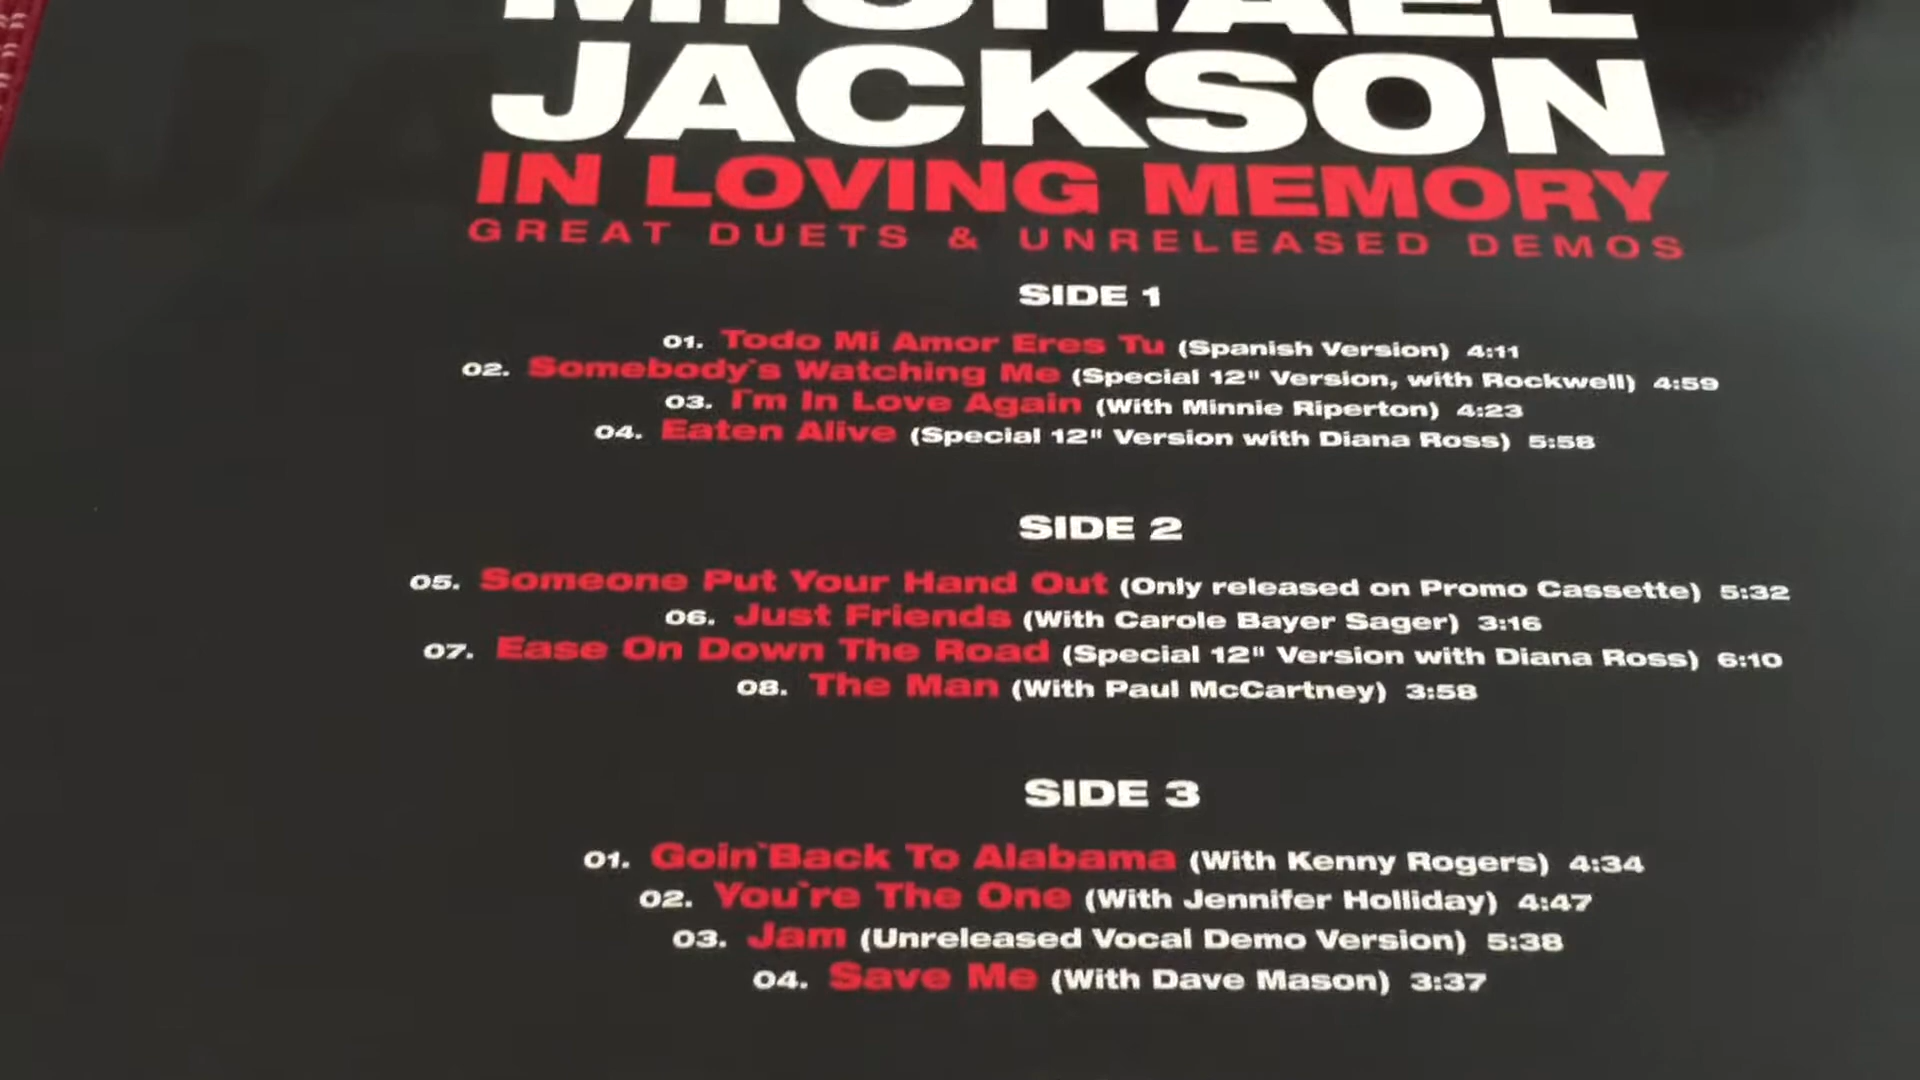 MICHAEL
JACKSON
IN LOVING MEMORY
GREAT DUETS & UNRELEASED DEMOS
SIDE 1
01. Todo Mi Amor Eres Tu (Spanish Version) 4:11
02. Somebody`s Watching Me (Special 12" Version, with Rockwell) 4:59
03. I`m In Love Again (With Minnie Riperton) 4:23
04. Eaten Alive (Special 12" Version with Diana Ross) 5:58
SIDE 2
05. Someone Put Your Hand Out (Only released on Promo Cassette) 5:32
06. Just Friends (With Carole Bayer Sager) 3:16
07. Ease On Down The Road (Special 12" Version with Diana Ross) 6:10
08. The Man (With Paul McCartney) 3:58
SIDE 3
01. Goin`Back To Alabama (With Kenny Rogers) 4:34
02. You`re The One (With Jennifer Holliday) 4:47
03. Jam (Unreleased Vocal Demo Version) 5:38
04. Save Me (With Dave Mason) 3:37